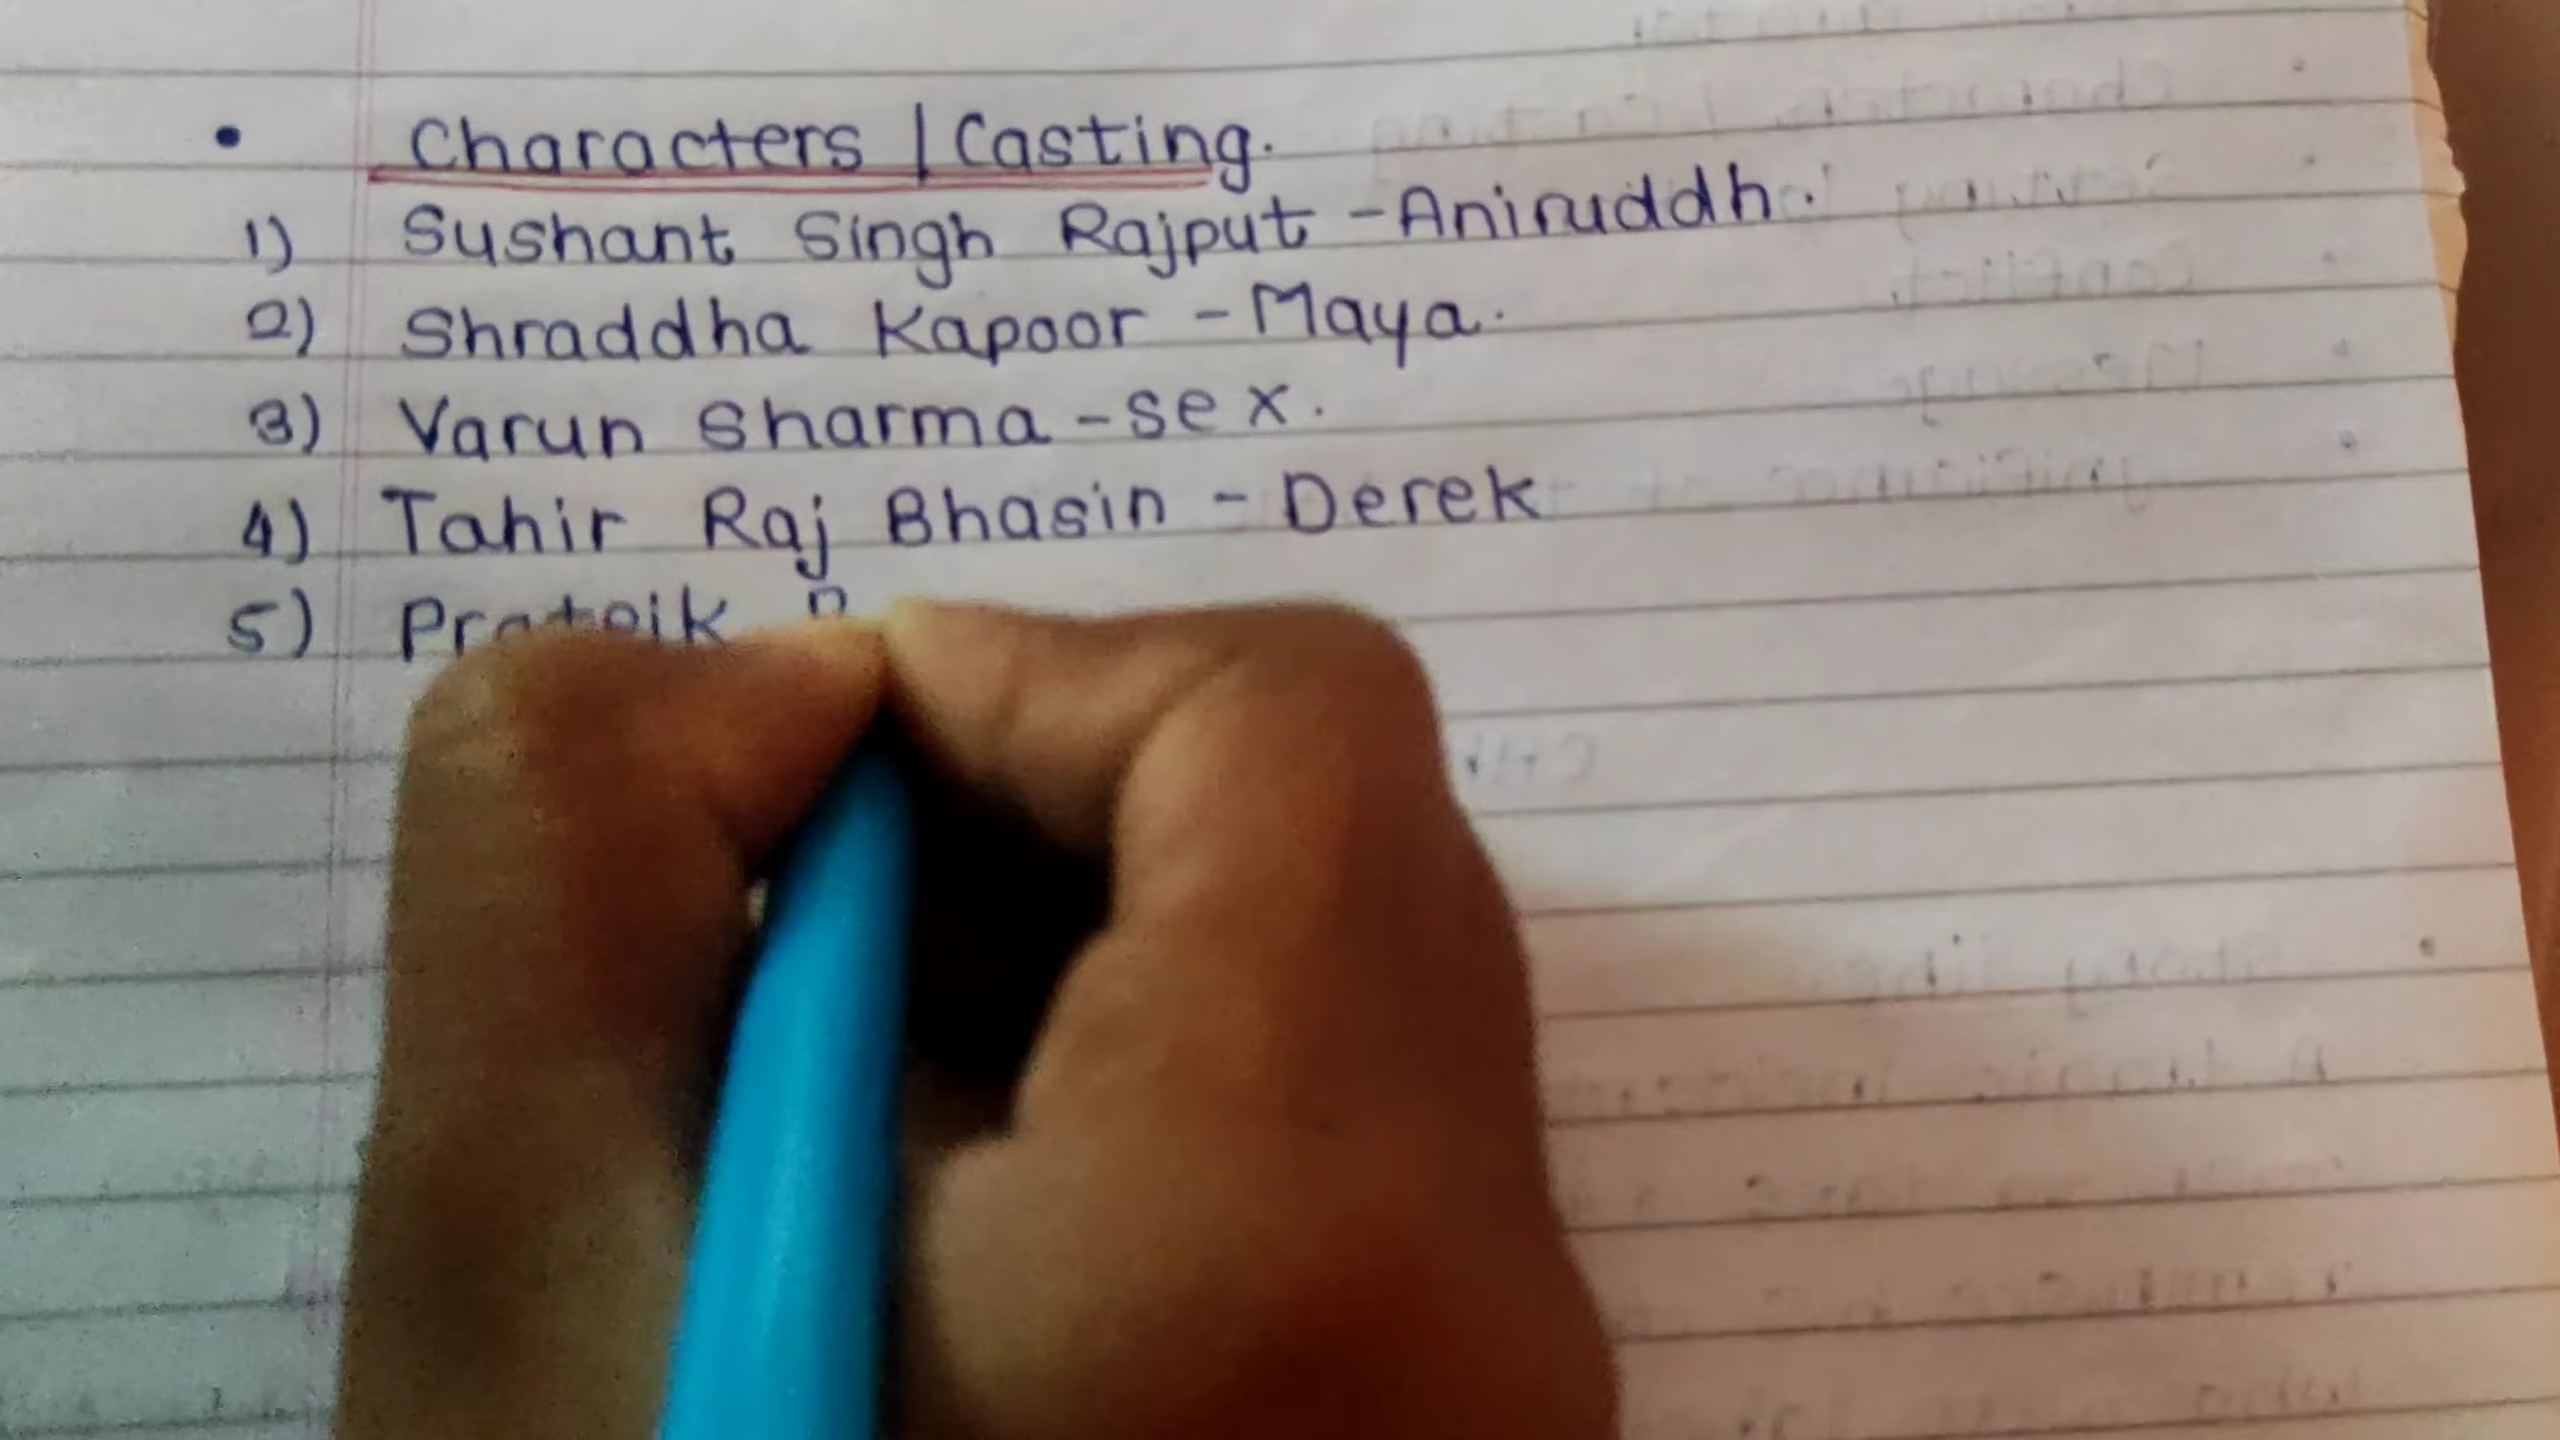 • Characters | Casting.
1) Sushant Singh Rajput - Aniruddh.
2) Shraddha Kapoor - Maya.
3) Varun Sharma - sex.
4) Tahir Raj Bhasin - Derek
5) Prateik